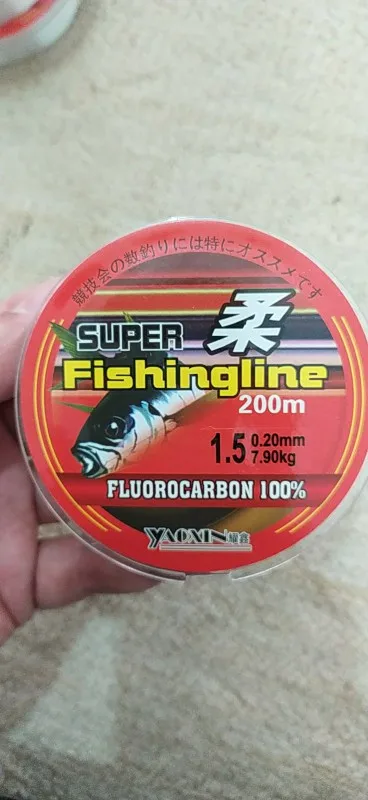 競技会の数釣りには特にオススメです
SUPER 柔
Fishingline
200m
1.5 0.20mm
7.90kg
FLUOROCARBON 100%
YAOXIN 耀鑫